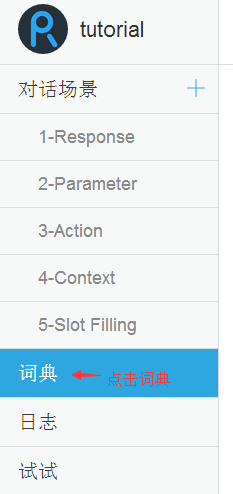 tutorial
对话场景
1-Response
2-Parameter
3-Action
4-Context
5-Slot Filling
词典 点击词典
日志
试试